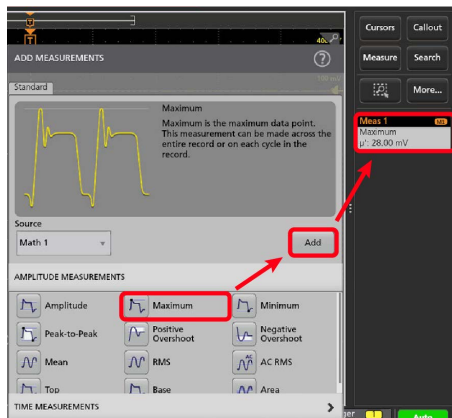 T
T
400
ADD MEASUREMENTS
?
Standard
Maximum
Maximum is the maximum data point.
This measurement can be made across the
entire record or on each cycle in the
record.
Source
Math 1
Add
AMPLITUDE MEASUREMENTS
Amplitude
Maximum
Minimum
Peak-to-Peak
Positive
Overshoot
Negative
Overshoot
Mean
RMS
AC RMS
Top
Base
Area
TIME MEASUREMENTS
Cursors
Callout
Measure
Search
More...
Meas 1
M1
Maximum
µ': 28.00 mV
Auto